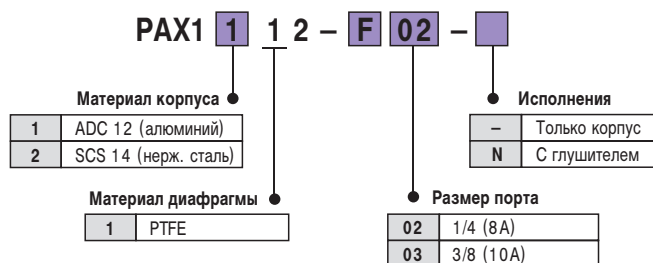 PAX1 1 1 2 – F 02 –
Материал корпуса
1 ADC 12 (алюминий)
2 SCS 14 (нерж. сталь)
Исполнения
– Только корпус
N С глушителем
Материал диафрагмы
1 PTFE
Размер порта
02 1/4 (8A)
03 3/8 (10A)